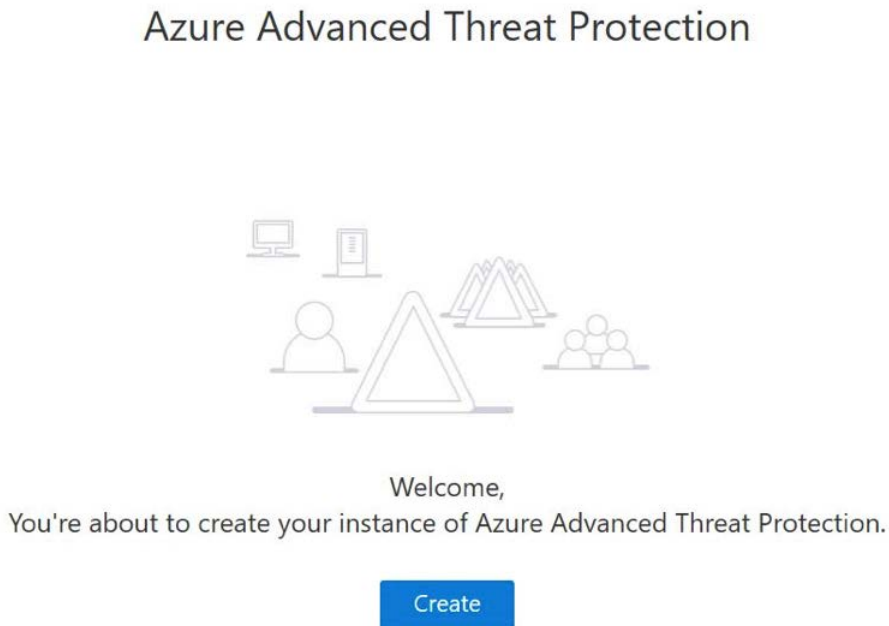 Azure Advanced Threat Protection
Welcome,
You're about to create your instance of Azure Advanced Threat Protection.
Create